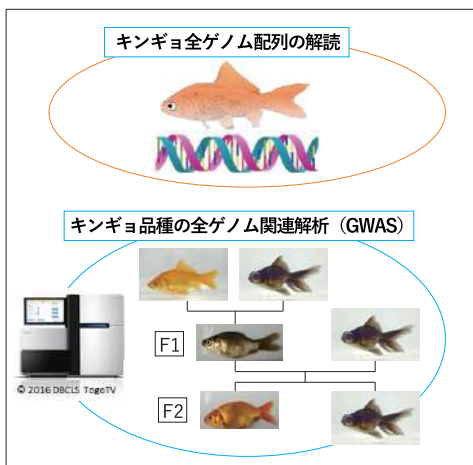 キンギョ全ゲノム配列の解読
キンギョ品種の全ゲノム関連解析（GWAS）
F1
© 2016 DBCLS TogoTV
F2